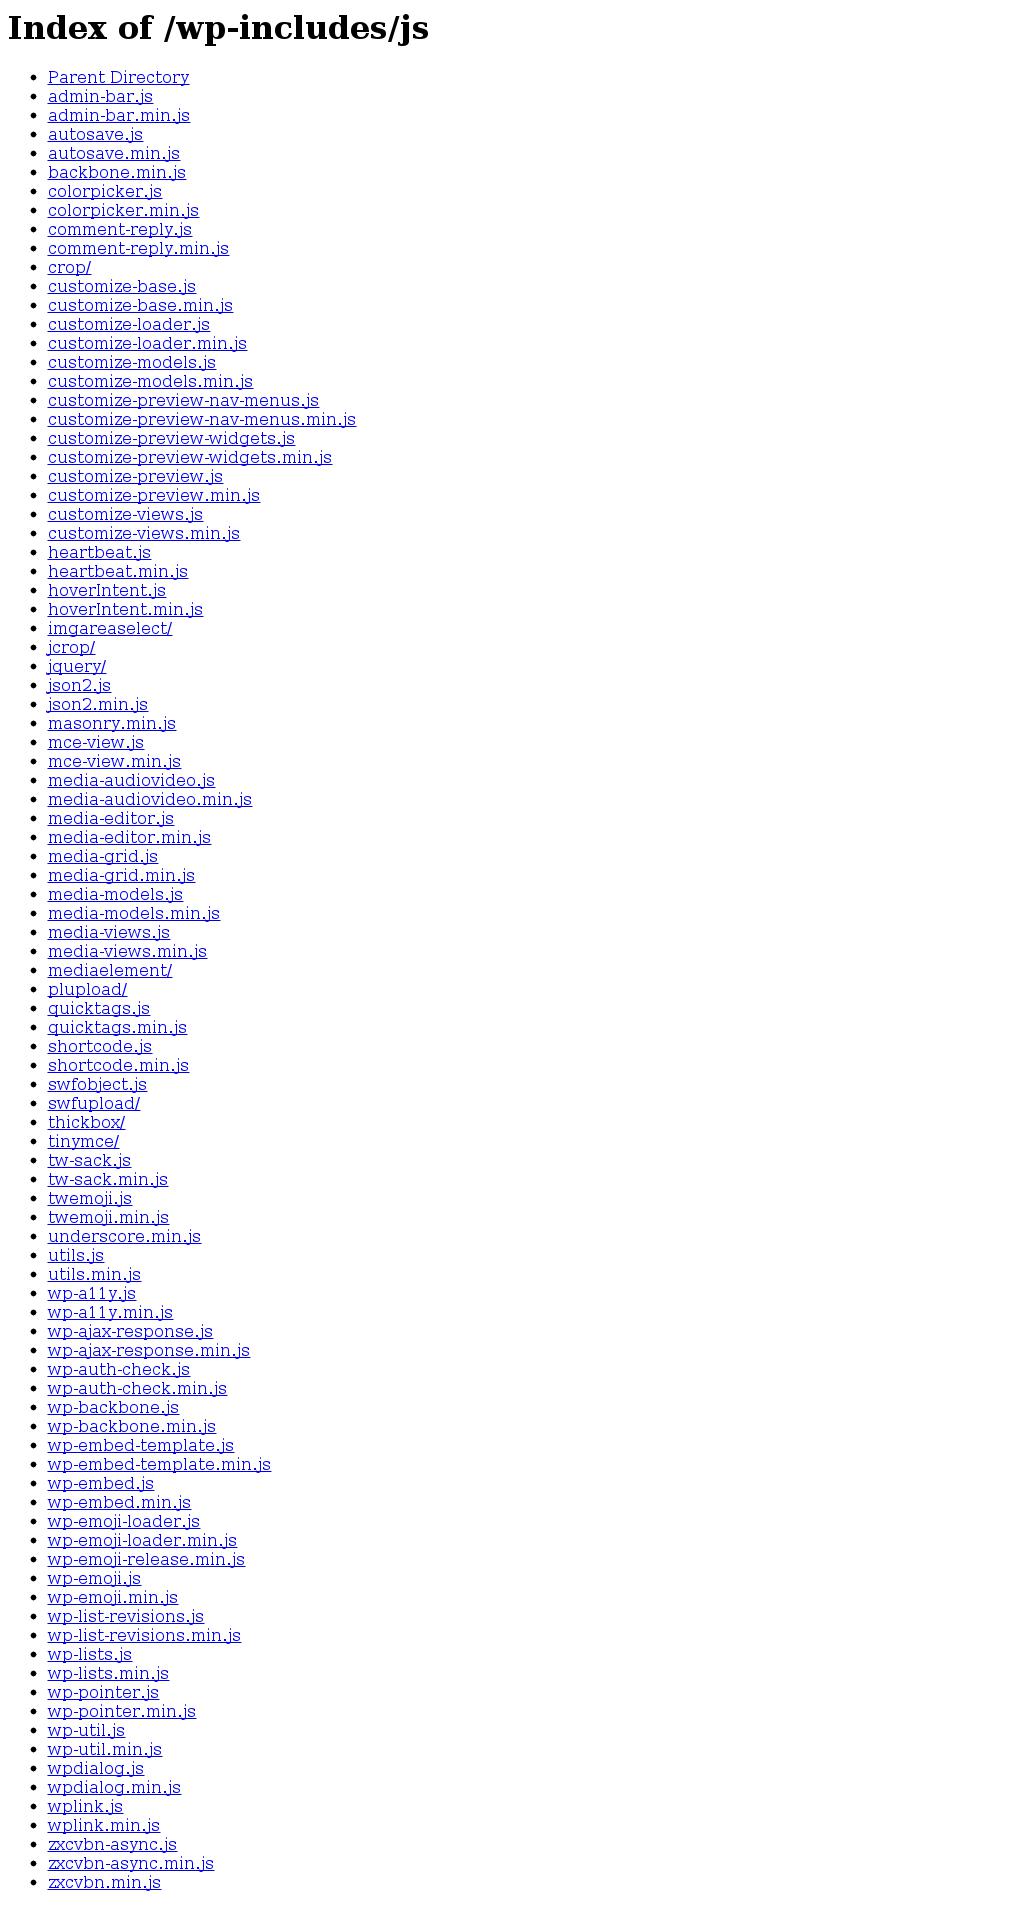 Index of /wp-includes/js
Parent Directory
admin-bar.js
admin-bar.min.js
autosave.js
autosave.min.js
backbone.min.js
colorpicker.js
colorpicker.min.js
comment-reply.js
comment-reply.min.js
crop/
customize-base.js
customize-base.min.js
customize-loader.js
customize-loader.min.js
customize-models.js
customize-models.min.js
customize-preview-nav-menus.js
customize-preview-nav-menus.min.js
customize-preview-widgets.js
customize-preview-widgets.min.js
customize-preview.js
customize-preview.min.js
customize-views.js
customize-views.min.js
heartbeat.js
heartbeat.min.js
hoverIntent.js
hoverIntent.min.js
imgareaselect/
jcrop/
jquery/
json2.js
json2.min.js
masonry.min.js
mce-view.js
mce-view.min.js
media-audiovideo.js
media-audiovideo.min.js
media-editor.js
media-editor.min.js
media-grid.js
media-grid.min.js
media-models.js
media-models.min.js
media-views.js
media-views.min.js
mediaelement/
plupload/
quicktags.js
quicktags.min.js
shortcode.js
shortcode.min.js
swfobject.js
swfupload/
thickbox/
tinymce/
tw-sack.js
tw-sack.min.js
twemoji.js
twemoji.min.js
underscore.min.js
utils.js
utils.min.js
wp-a11y.js
wp-a11y.min.js
wp-ajax-response.js
wp-ajax-response.min.js
wp-auth-check.js
wp-auth-check.min.js
wp-backbone.js
wp-backbone.min.js
wp-embed-template.js
wp-embed-template.min.js
wp-embed.js
wp-embed.min.js
wp-emoji-loader.js
wp-emoji-loader.min.js
wp-emoji-release.min.js
wp-emoji.js
wp-emoji.min.js
wp-list-revisions.js
wp-list-revisions.min.js
wp-lists.js
wp-lists.min.js
wp-pointer.js
wp-pointer.min.js
wp-util.js
wp-util.min.js
wpdialog.js
wpdialog.min.js
wplink.js
wplink.min.js
zxcvbn-async.js
zxcvbn-async.min.js
zxcvbn.min.js